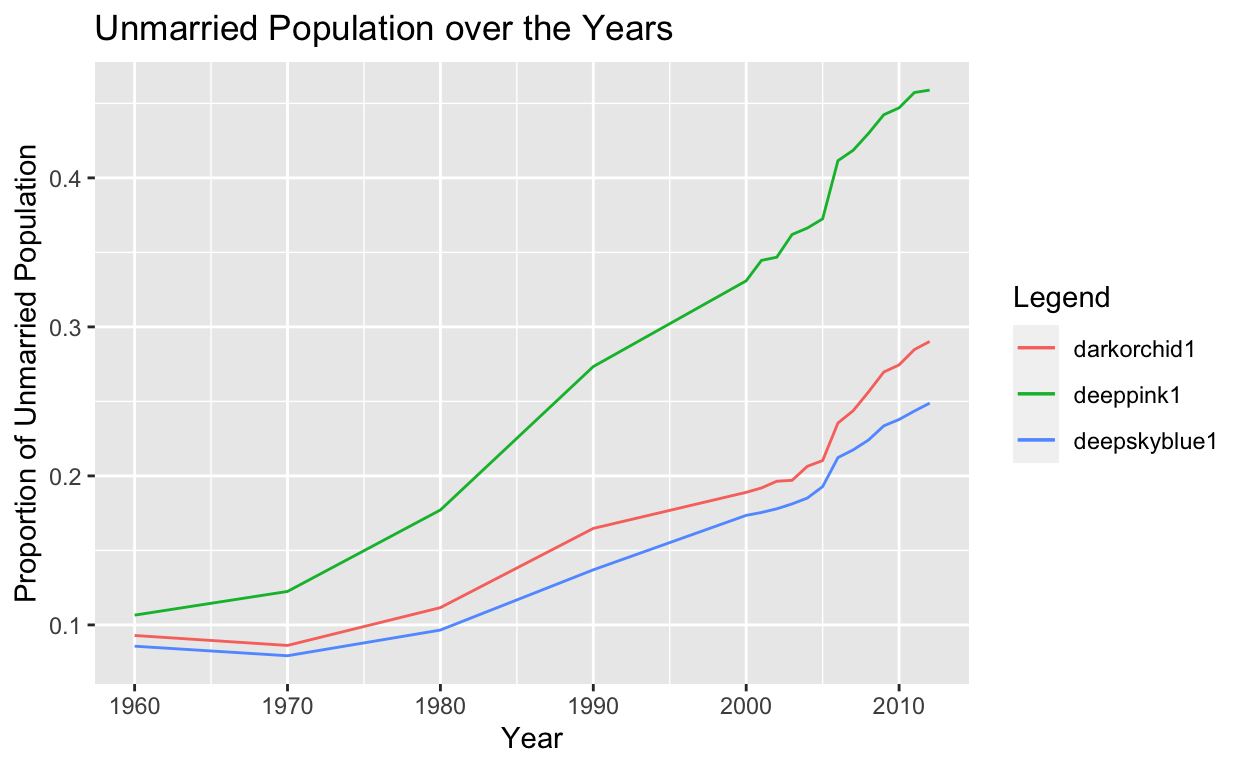 Unmarried Population over the Years
Proportion of Unmarried Population
0.4
0.3
0.2
0.1
1960 1970 1980 1990 2000 2010
Year
Legend
darkorchid1
deeppink1
deepskyblue1